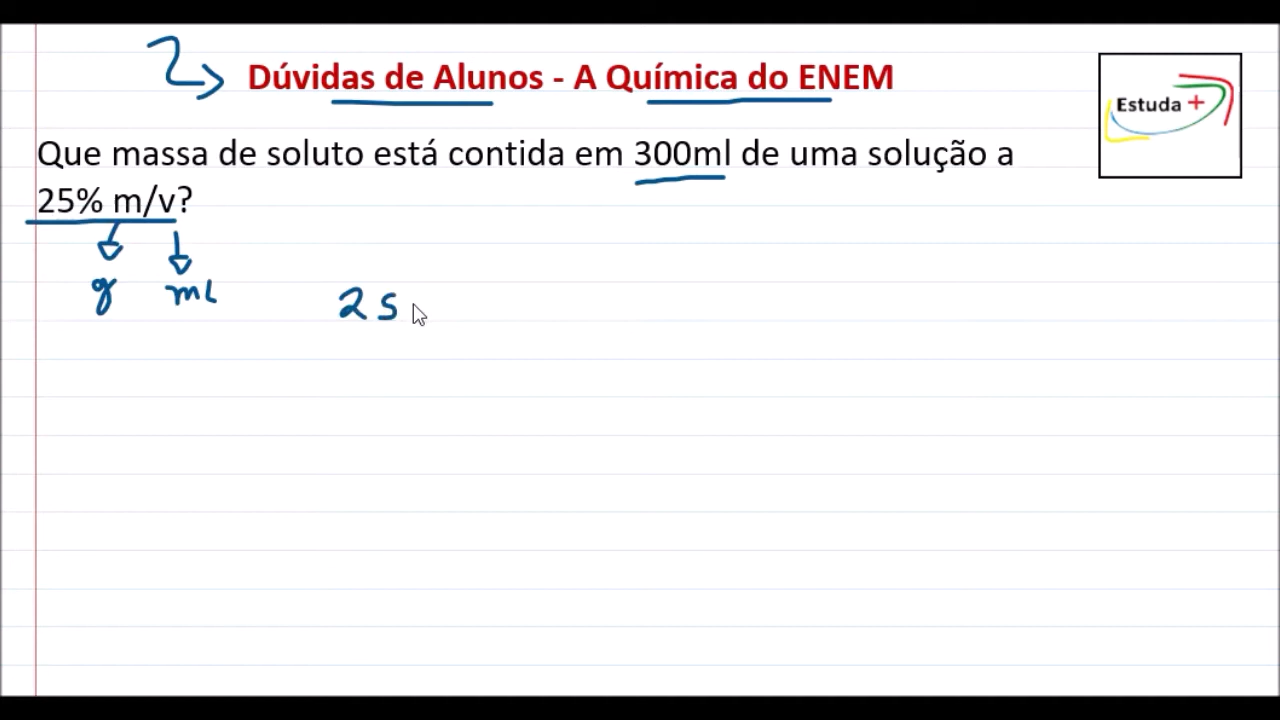 Dúvidas de Alunos - A Química do ENEM
Estuda +
Que massa de soluto está contida em 300ml de uma solução a
25% m/v?
g mL
25